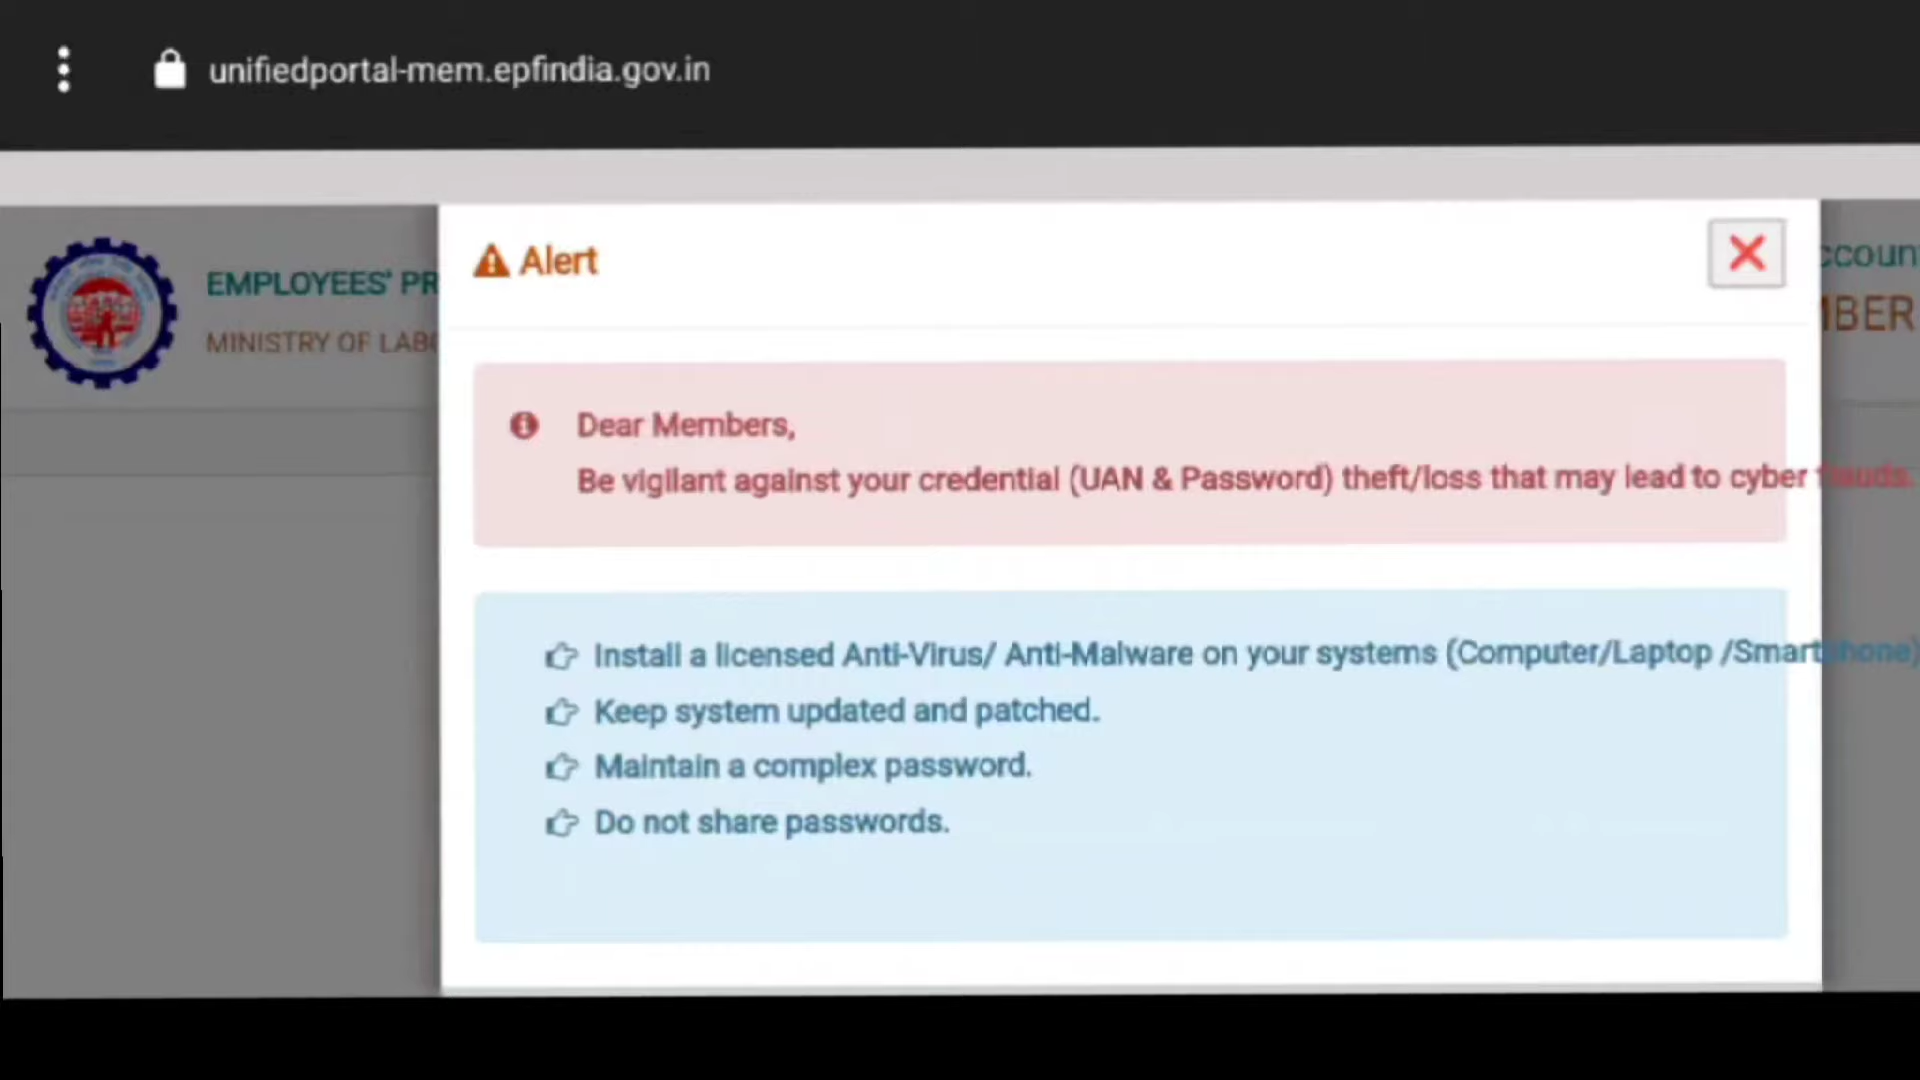 unifiedportal-mem.epfindia.gov.in
EMPLOYEES' PR
MINISTRY OF LAB
Alert
ccoun
BER
Dear Members,
Be vigilant against your credential (UAN & Password) theft/loss that may lead to cyber frauds.
Install a licensed Anti-Virus/ Anti-Malware on your systems (Computer/Laptop /Smartphone)
Keep system updated and patched.
Maintain a complex password.
Do not share passwords.